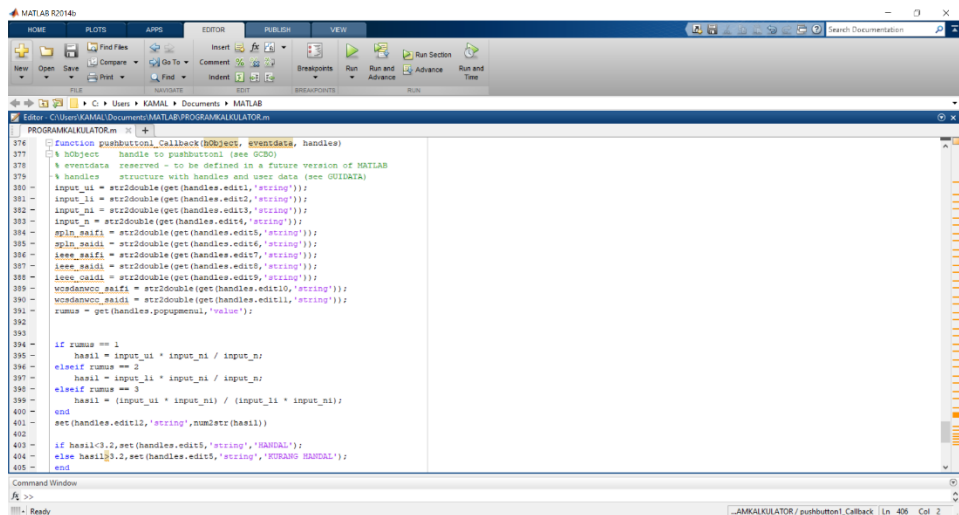 MATLAB R2014b
HOME PLOTS APPS EDITOR PUBLISH VIEW
Search Documentation
New Open Save
Find Files
Compare
Print
FILE
Go To
Find
NAVIGATE
Insert
Comment
Indent
EDIT
Breakpoints
BREAKPOINTS
Run Run and Advance
Run Section
Advance
Run and Time
RUN
C: Users KAMAL Documents MATLAB
Editor - C:\Users\KAMAL\Documents\MATLAB\PROGRAMKALKULATOR.m
PROGRAMKALKULATOR.m × +
376 function pushbutton1_Callback(hObject, eventdata, handles)
377 % hObject    handle to pushbutton1 (see GCBO)
378 % eventdata  reserved - to be defined in a future version of MATLAB
379 % handles    structure with handles and user data (see GUIDATA)
380 - input_ui = str2double(get(handles.edit1,'string'));
381 - input_li = str2double(get(handles.edit2,'string'));
382 - input_ni = str2double(get(handles.edit3,'string'));
383 - input_n = str2double(get(handles.edit4,'string'));
384 - spln_saifi = str2double(get(handles.edit5,'string'));
385 - spln_saidi = str2double(get(handles.edit6,'string'));
386 - ieee_saifi = str2double(get(handles.edit7,'string'));
387 - ieee_saidi = str2double(get(handles.edit8,'string'));
388 - ieee_caidi = str2double(get(handles.edit9,'string'));
389 - wcsdanwcc_saifi = str2double(get(handles.edit10,'string'));
390 - wcsdanwcc_saidi = str2double(get(handles.edit11,'string'));
391 - rumus = get(handles.popupmenu1,'value');
392
393
394 - if rumus == 1
395 - hasil = input_ui * input_ni / input_n;
396 - elseif rumus == 2
397 - hasil = input_li * input_ni / input_n;
398 - elseif rumus == 3
399 - hasil = (input_ui * input_ni) / (input_li * input_ni);
400 - end
401 - set(handles.edit12,'string',num2str(hasil))
402
403 - if hasil<3.2,set(handles.edit5,'string','HANDAL');
404 - else hasil>3.2,set(handles.edit5,'string','KURANG HANDAL');
405 - end
Command Window
fx >>
Ready
...AMKALKULATOR / pushbutton1_Callback Ln 406 Col 2